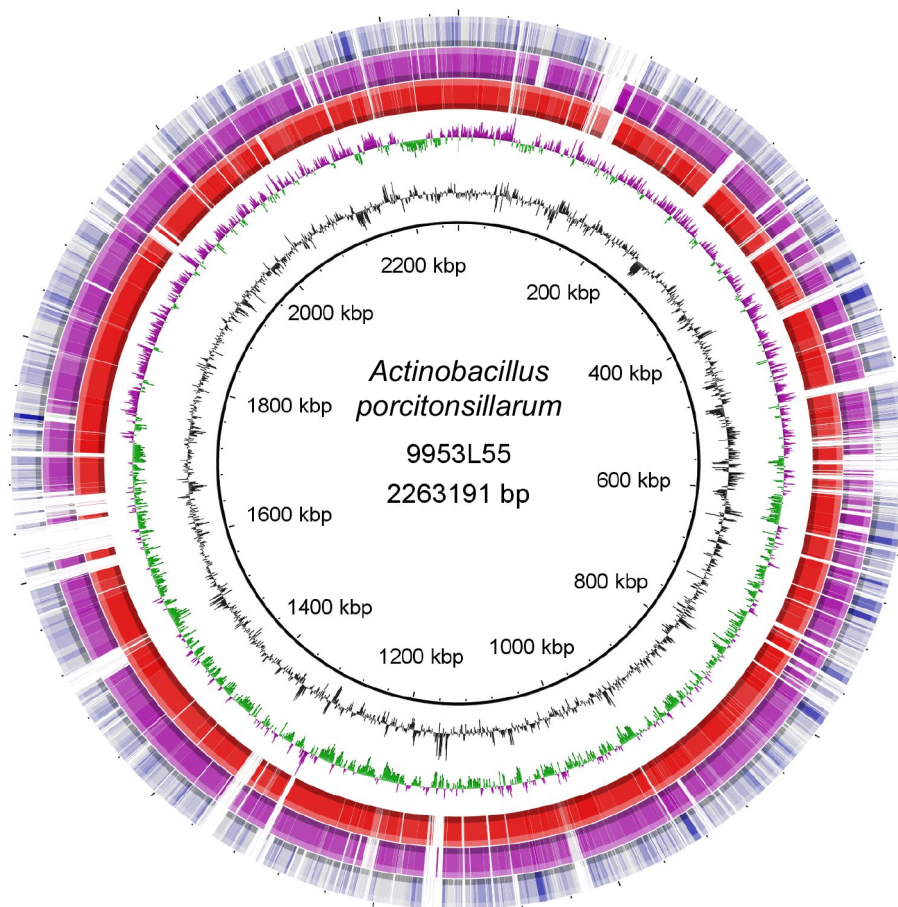 2200 kbp
200 kbp
2000 kbp
400 kbp
1800 kbp
Actinobacillus
porcitonsillarum
9953L55
2263191 bp
600 kbp
1600 kbp
800 kbp
1400 kbp
1000 kbp
1200 kbp